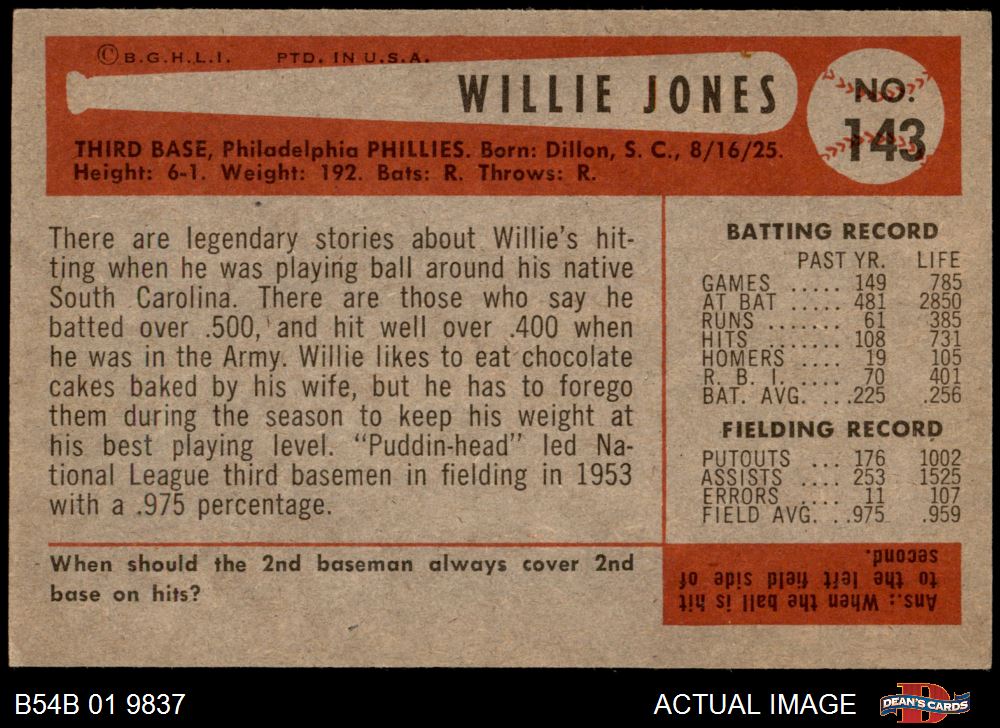 © B.G.H.L.I. PTD. IN U.S.A.
WILLIE JONES
NO.
143
THIRD BASE, Philadelphia PHILLIES. Born: Dillon, S. C., 8/16/25.
Height: 6-1. Weight: 192. Bats: R. Throws: R.
There are legendary stories about Willie's hit-
ting when he was playing ball around his native
South Carolina. There are those who say he
batted over .500, and hit well over .400 when
he was in the Army. Willie likes to eat chocolate
cakes baked by his wife, but he has to forego
them during the season to keep his weight at
his best playing level. "Puddin-head" led Na-
tional League third basemen in fielding in 1953
with a .975 percentage.
BATTING RECORD
PAST YR. LIFE
GAMES ..... 149 785
AT BAT ..... 481 2850
RUNS ....... 61 385
HITS ....... 108 731
HOMERS .... 19 105
R. B. I. .... 70 401
BAT. AVG. ...225 .256
FIELDING RECORD
PUTOUTS ... 176 1002
ASSISTS .... 253 1525
ERRORS .... 11 107
FIELD AVG. ..975 .959
When should the 2nd baseman always cover 2nd
base on hits?
Ans.: When the ball is hit
to the left field side of
second.
B54B 01 9837
ACTUAL IMAGE
D
DEAN'S CARDS